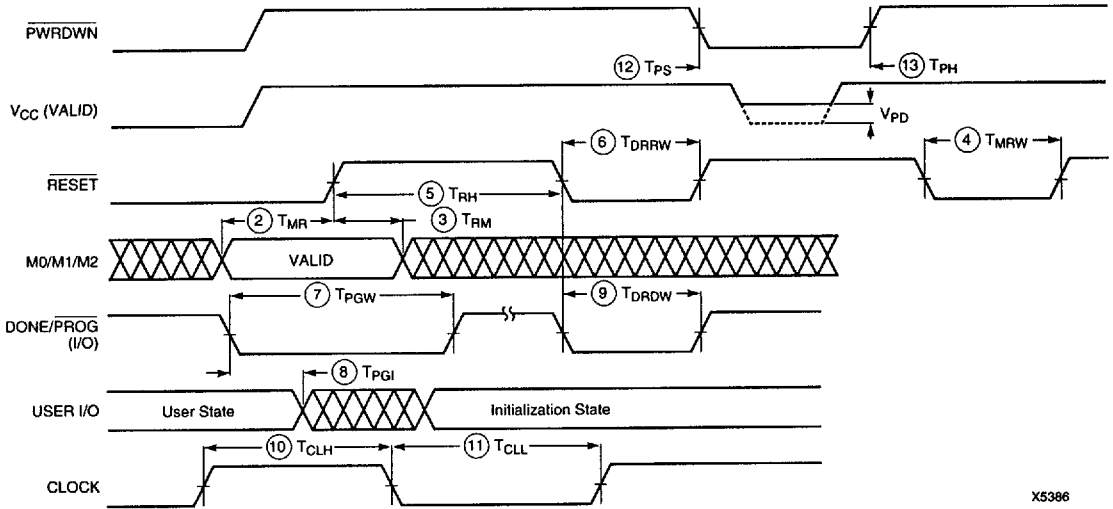 PWRDWN
⑫ TPS
⑬ TPH
VCC (VALID)
VPD
⑥ TDRRW
④ TMRW
RESET
⑤ TRH
② TMR
③ TRM
M0/M1/M2
VALID
⑦ TPGW
⑨ TDRDW
DONE/PROG
(I/O)
⑧ TPGI
USER I/O
User State
Initialization State
⑩ TCLH
⑪ TCLL
CLOCK
X5386